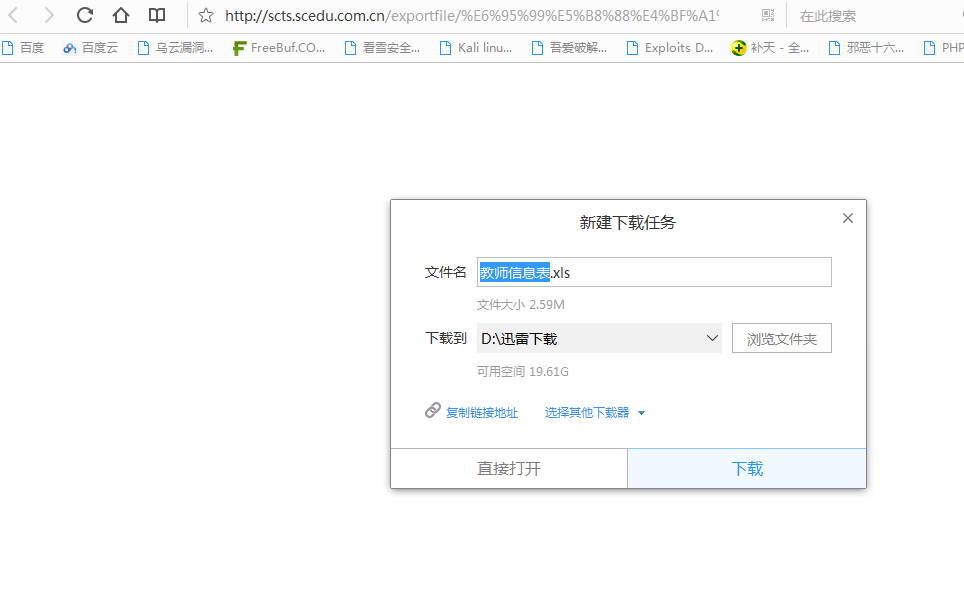 http://scts.scedu.com.cn/exportfile/%E6%95%99%E5%B8%88%E4%BF%A1% 在此搜索
百度 百度云 乌云漏洞... FreeBuf.CO... 看雪安全... Kali linu... 吾爱破解... Exploits D... 补天 - 全... 邪恶十六... PHP
新建下载任务
文件名 教师信息表.xls
文件大小 2.59M
下载到 D:\迅雷下载 浏览文件夹
可用空间 19.61G
复制链接地址 选择其他下载器
直接打开 下载